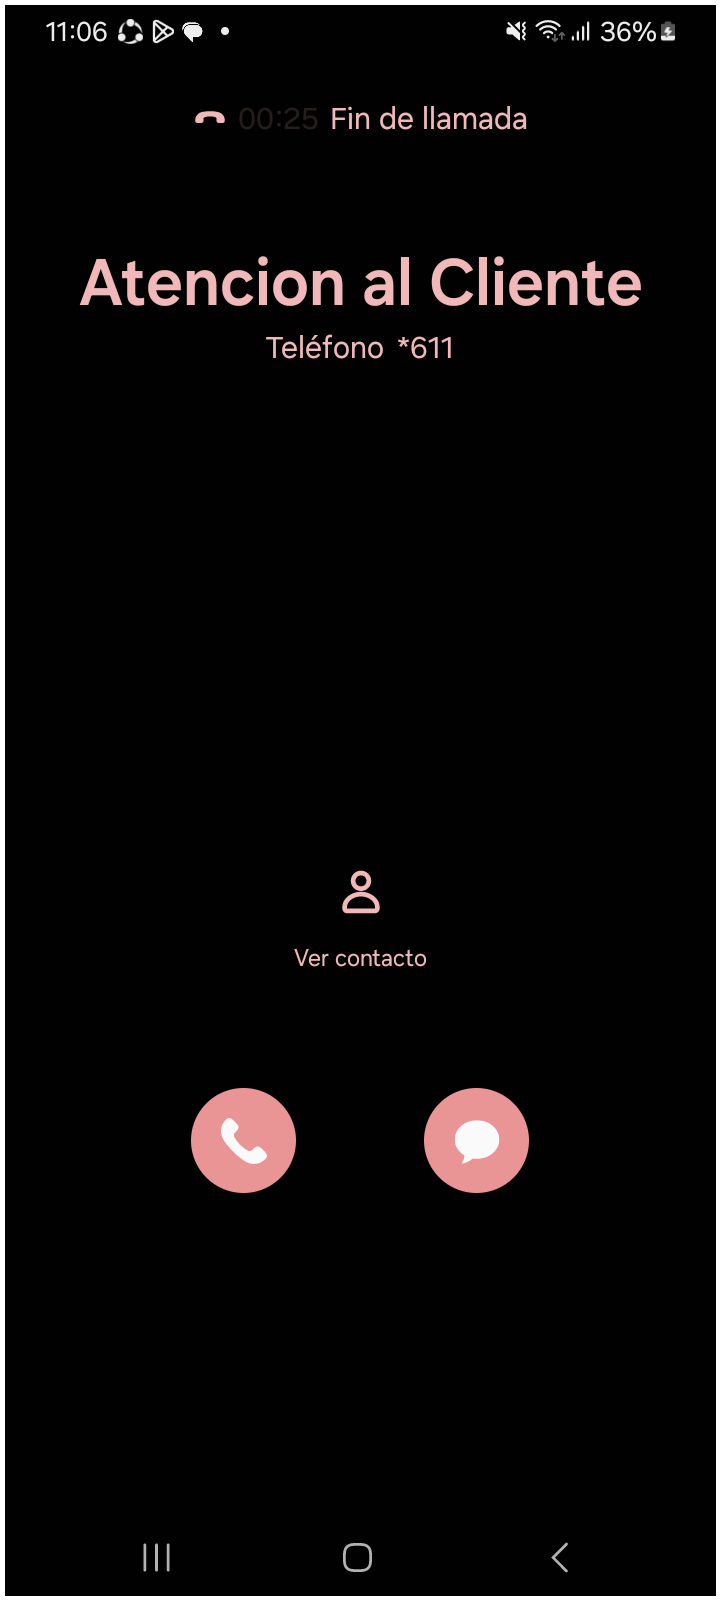 11:06 36%
00:25 Fin de llamada
Atencion al Cliente
Teléfono *611
Ver contacto